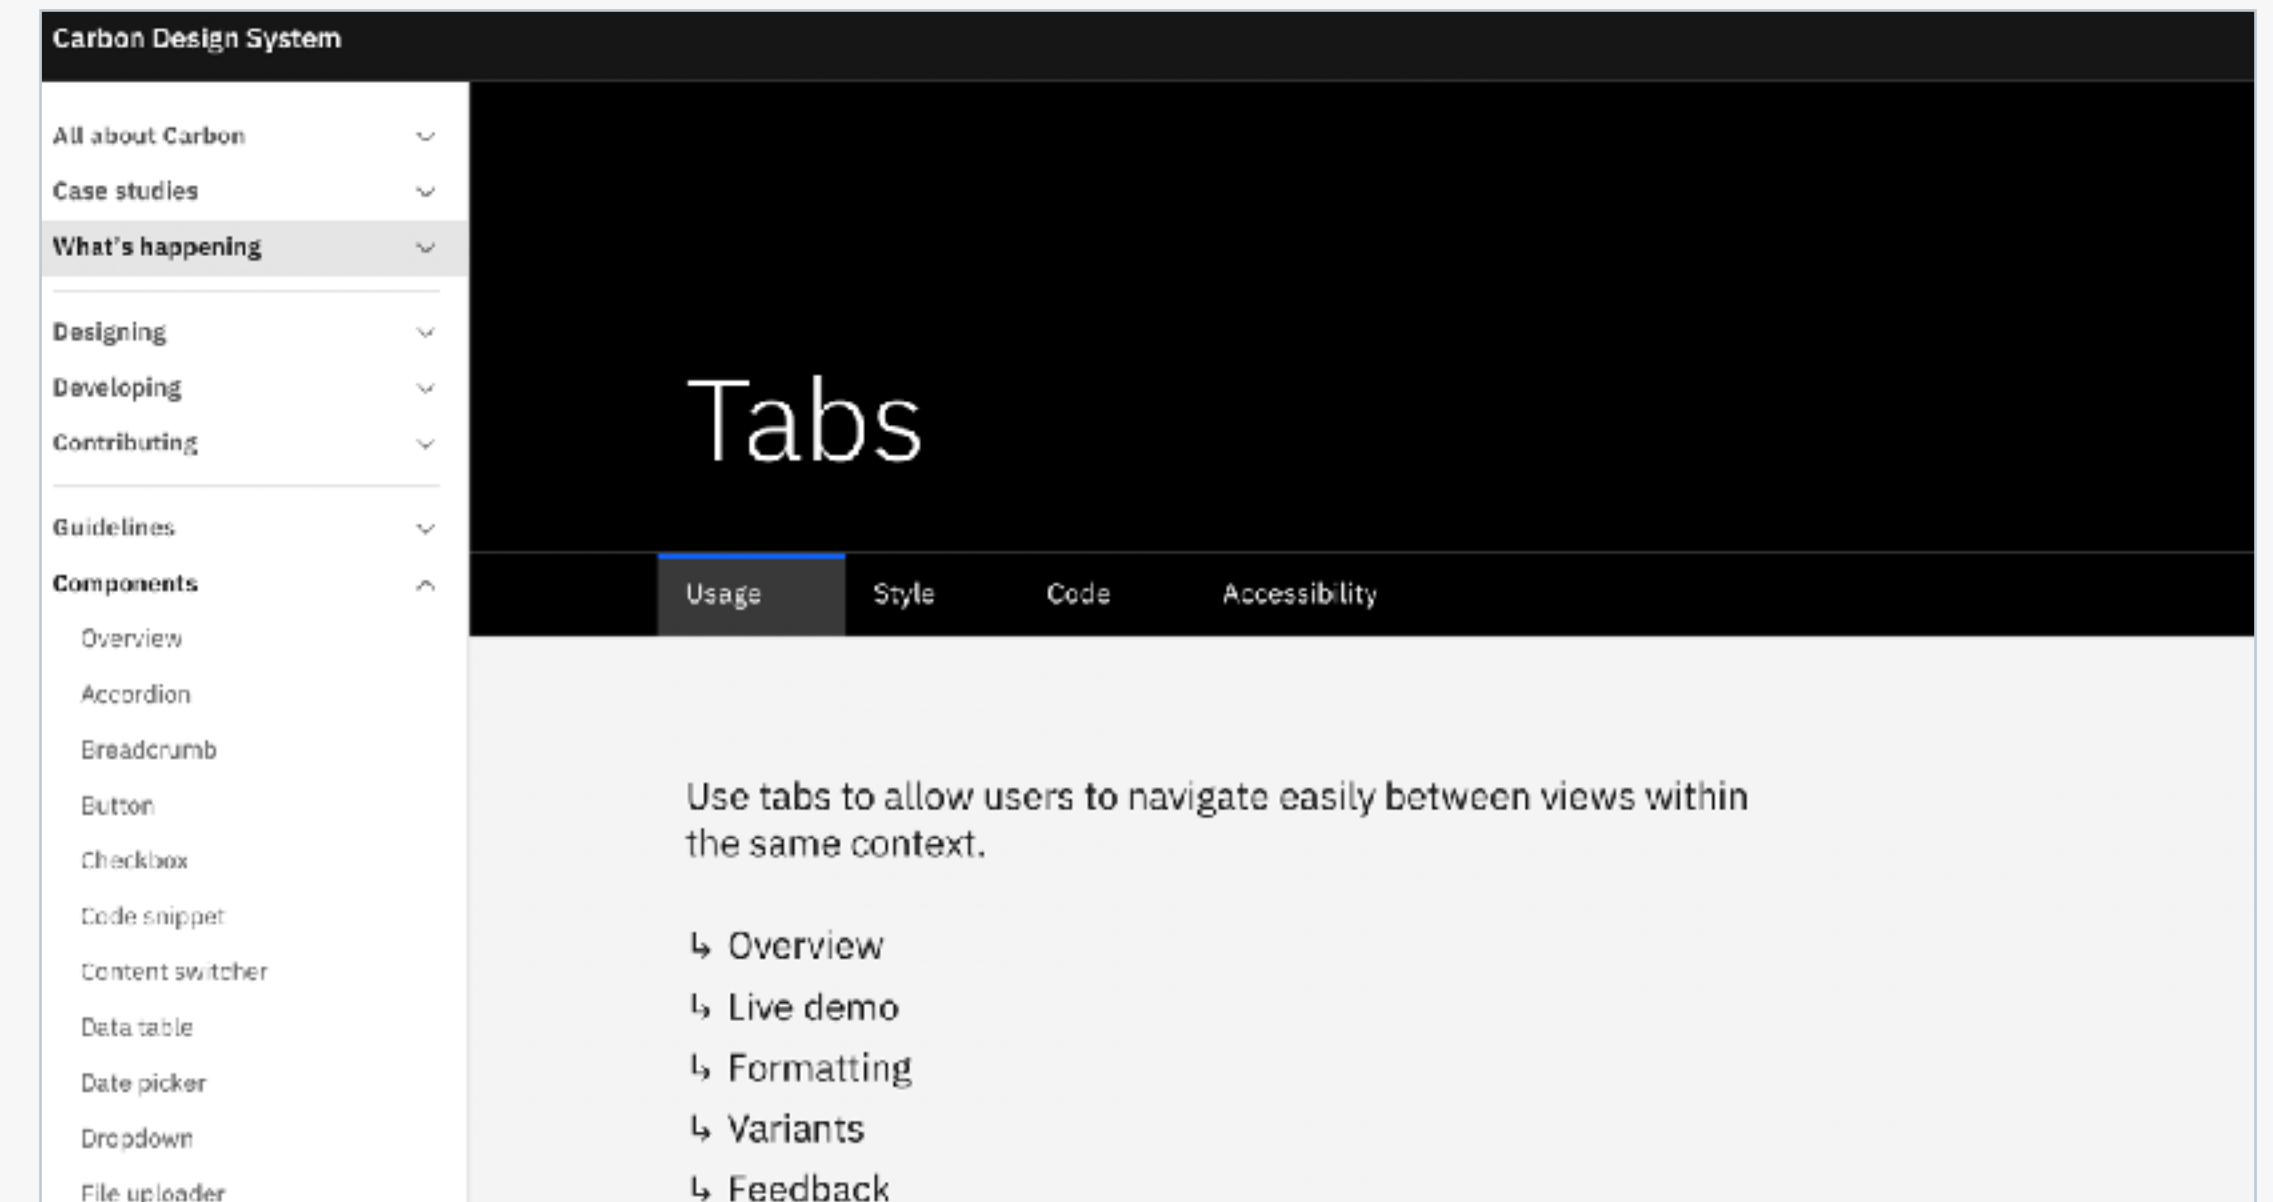 Carbon Design System
All about Carbon
Case studies
What's happening
Designing
Developing
Contributing
Guidelines
Components
Overview
Accordion
Breadcrumb
Button
Checkbox
Code snippet
Content switcher
Data table
Date picker
Dropdown
File uploader
Tabs
Usage
Style
Code
Accessibility
Use tabs to allow users to navigate easily between views within
the same context.
↳ Overview
↳ Live demo
↳ Formatting
↳ Variants
↳ Feedback